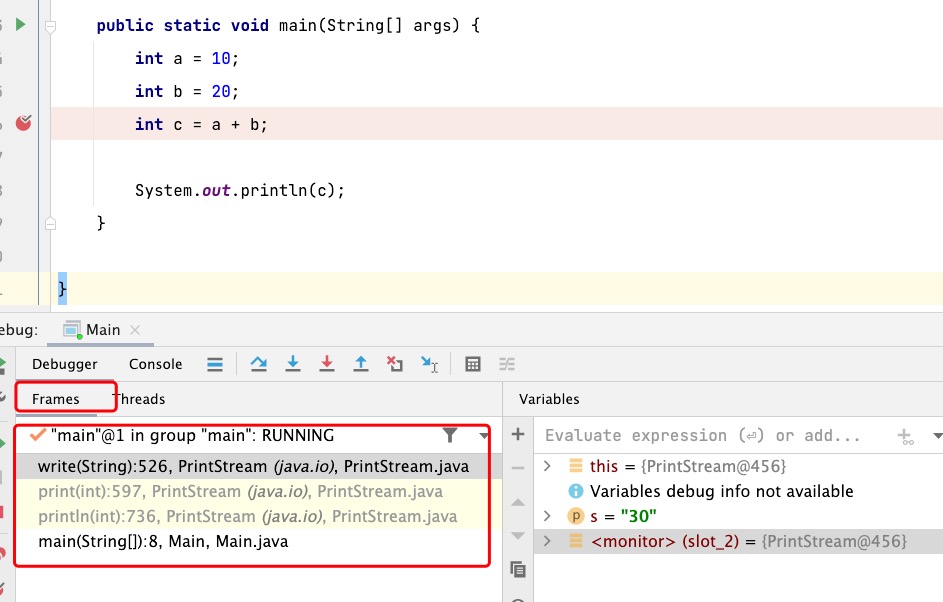 public static void main(String[] args) {
int a = 10;
int b = 20;
int c = a + b;
System.out.println(c);
}
}
ebug: Main
Debugger Console
Frames Threads Variables
"main"@1 in group "main": RUNNING
Evaluate expression (⏎) or add...
write(String):526, PrintStream (java.io), PrintStream.java
this = {PrintStream@456}
print(int):597, PrintStream (java.io), PrintStream.java
Variables debug info not available
println(int):736, PrintStream (java.io), PrintStream.java
p s = "30"
main(String[]):8, Main, Main.java
<monitor> (slot_2) = {PrintStream@456}